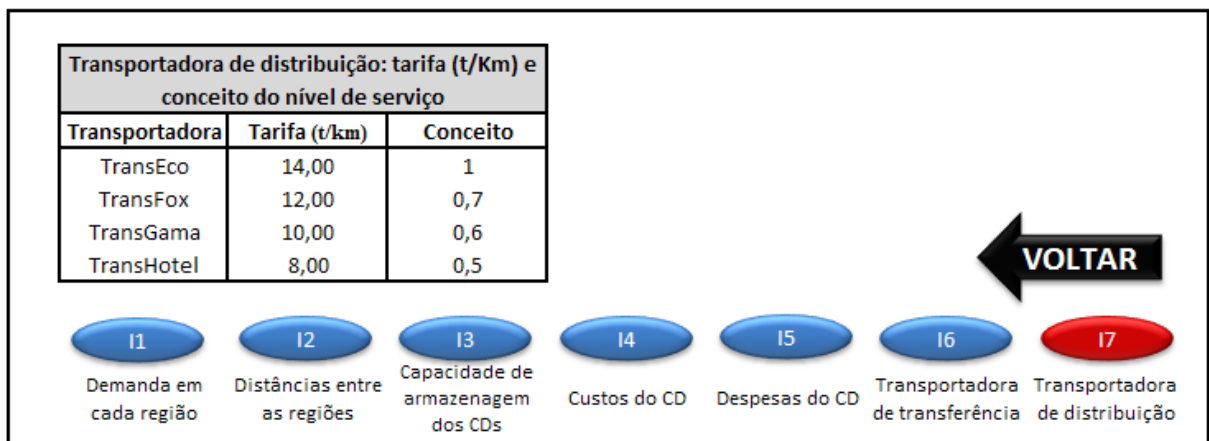 Transportadora de distribuição: tarifa (t/Km) e
conceito do nível de serviço
Transportadora Tarifa (t/km) Conceito
TransEco 14,00 1
TransFox 12,00 0,7
TransGama 10,00 0,6
TransHotel 8,00 0,5
VOLTAR
I1 I2 I3 I4 I5 I6 I7
Demanda em
cada região
Distâncias entre
as regiões
Capacidade de
armazenagem
dos CDs
Custos do CD
Despesas do CD
Transportadora
de transferência
Transportadora
de distribuição